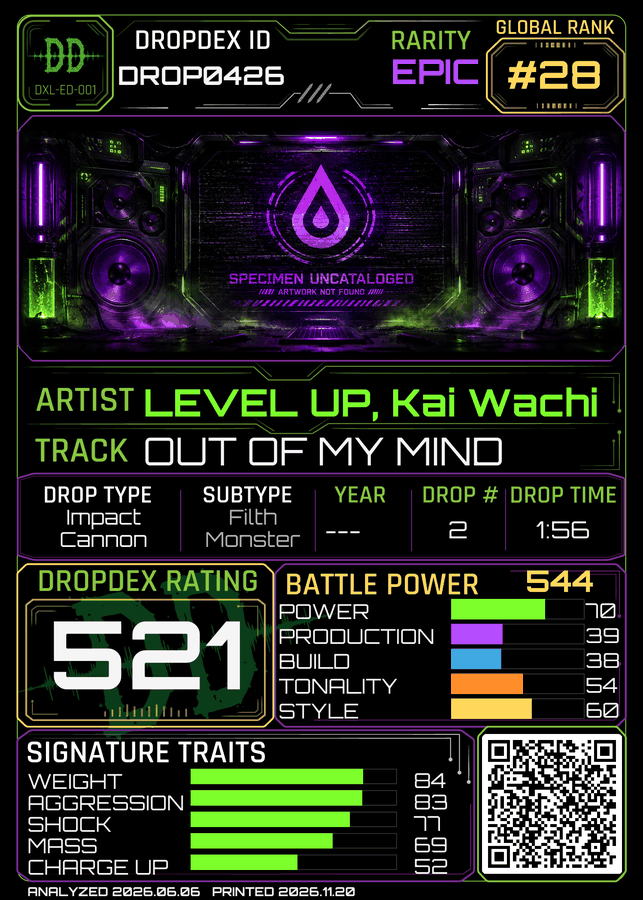 DD
DXL-ED-001
DROPDEX ID
DROP0426
RARITY
EPIC
GLOBAL RANK
#28
SPECIMEN UNCATALOGED
ARTWORK NOT FOUND
ARTIST LEVEL UP, Kai Wachi
TRACK OUT OF MY MIND
DROP TYPE
Impact
Cannon
SUBTYPE
Filth
Monster
YEAR
---
DROP #
2
DROP TIME
1:56
DROPDEX RATING
521
BATTLE POWER 544
POWER 70
PRODUCTION 39
BUILD 38
TONALITY 54
STYLE 60
SIGNATURE TRAITS
WEIGHT 84
AGGRESSION 83
SHOCK 77
MASS 69
CHARGE UP 52
ANALYZED 2026.06.06 PRINTED 2026.11.20